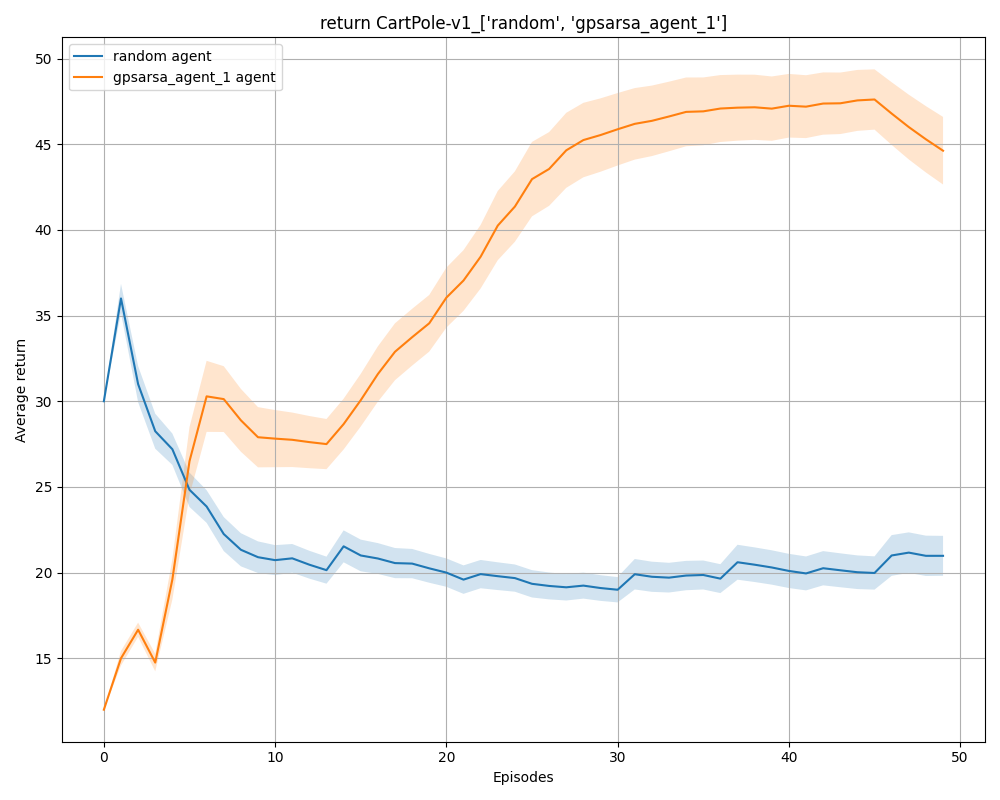 return CartPole-v1_['random', 'gpsarsa_agent_1']
random agent
gpsarsa_agent_1 agent
Average return
50
45
40
35
30
25
20
15
0 10 20 30 40 50
Episodes